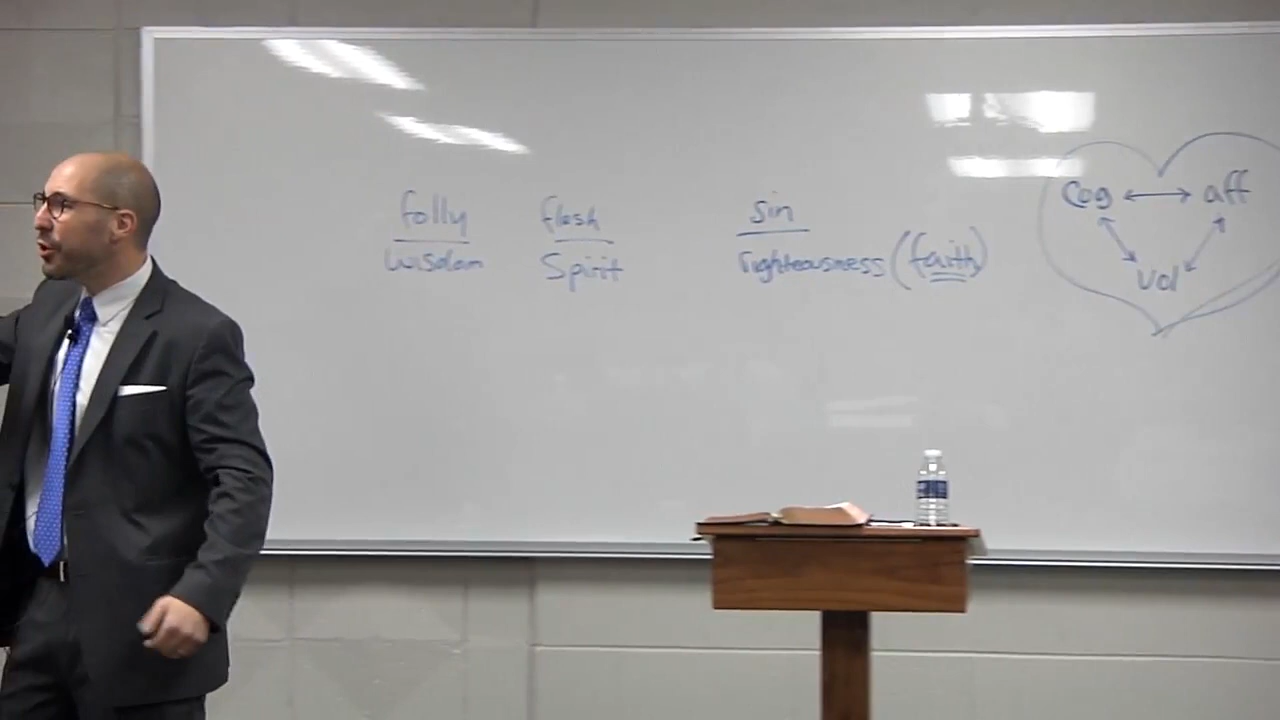 folly
wisdom
flesh
Spirit
sin
righteousness (faith)
Cog ↔ aff
vol